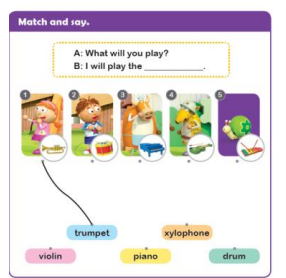 Match and say.
A: What will you play?
B: I will play the ____________.
1 2 3 4 5
trumpet xylophone
violin piano drum